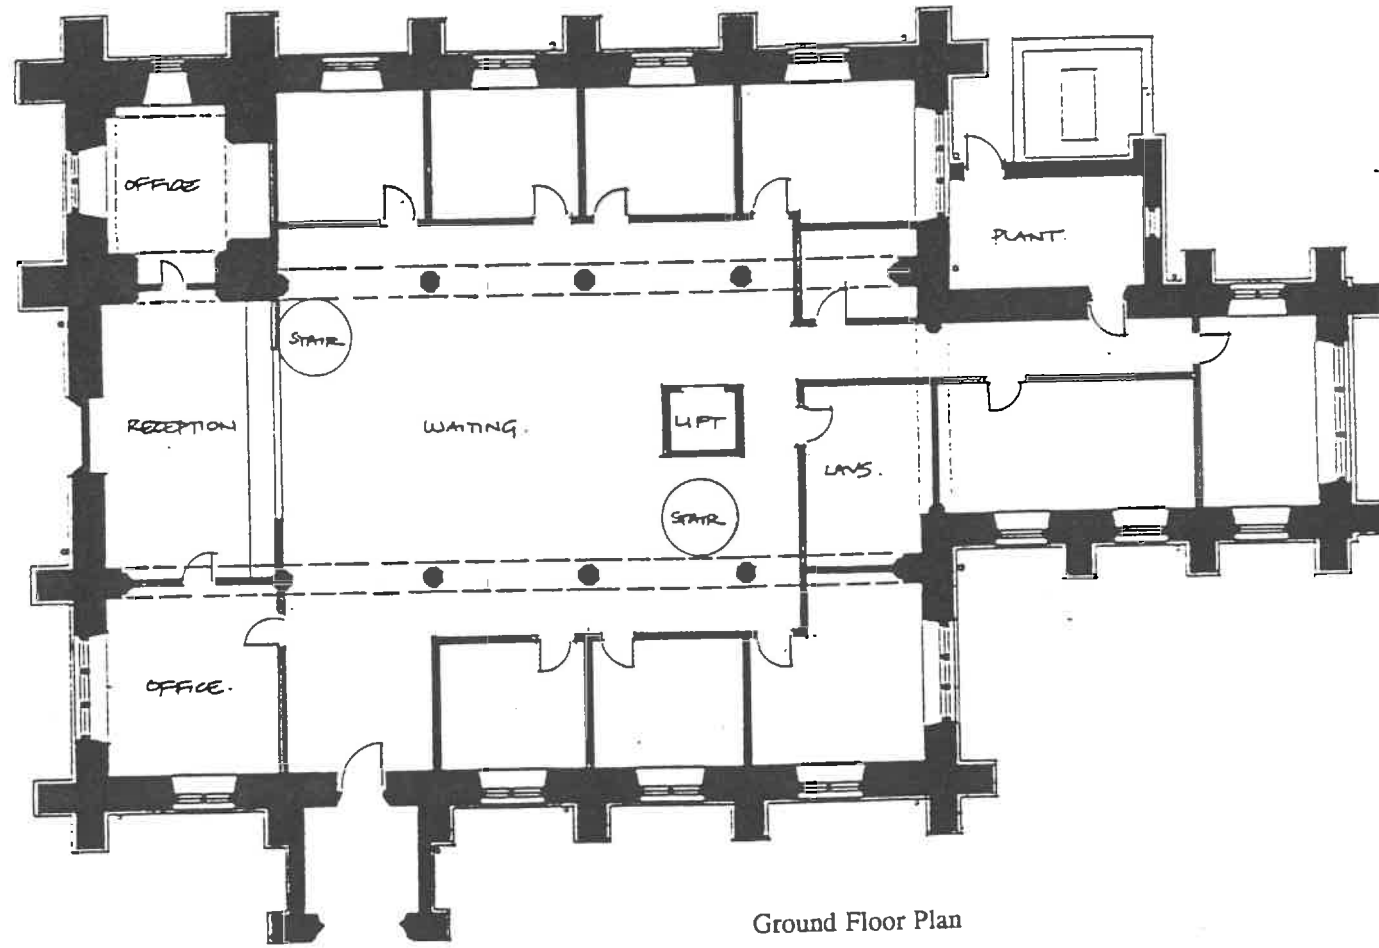 OFFICE
PLANT.
STAIR
RECEPTION
WAITING.
LIFT
LAVS.
STAIR
OFFICE.
Ground Floor Plan